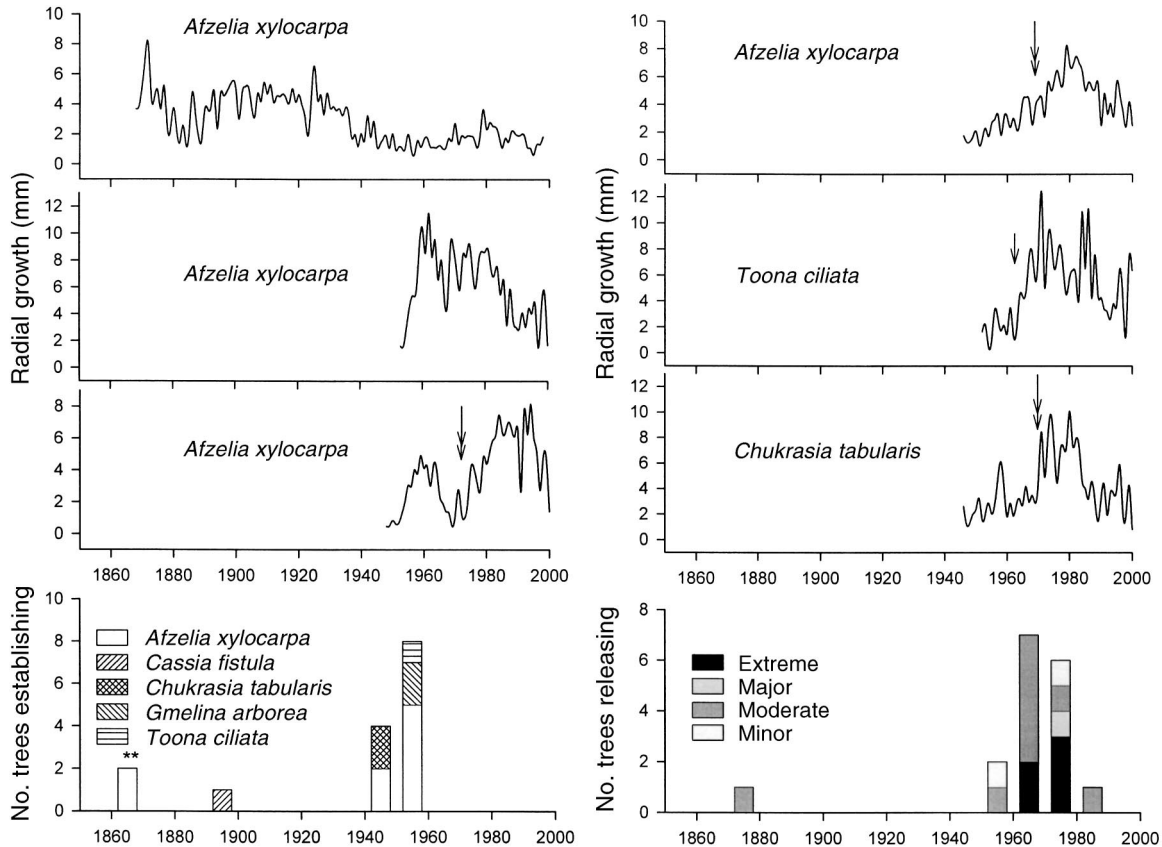 Radial growth (mm)
10
8
6
4
2
0
Afzelia xylocarpa
12
10
8
6
4
2
0
Afzelia xylocarpa
8
6
4
2
0
Afzelia xylocarpa
1860 1880 1900 1920 1940 1960 1980 2000
No. trees establishing
10
8
6
4
2
0
Afzelia xylocarpa
Cassia fistula
Chukrasia tabularis
Gmelina arborea
Toona ciliata
**
1860 1880 1900 1920 1940 1960 1980 2000
Radial growth (mm)
10
8
6
4
2
0
Afzelia xylocarpa
12
10
8
6
4
2
0
Toona ciliata
12
10
8
6
4
2
0
Chukrasia tabularis
1860 1880 1900 1920 1940 1960 1980 2000
No. trees releasing
8
6
4
2
0
Extreme
Major
Moderate
Minor
1860 1880 1900 1920 1940 1960 1980 2000